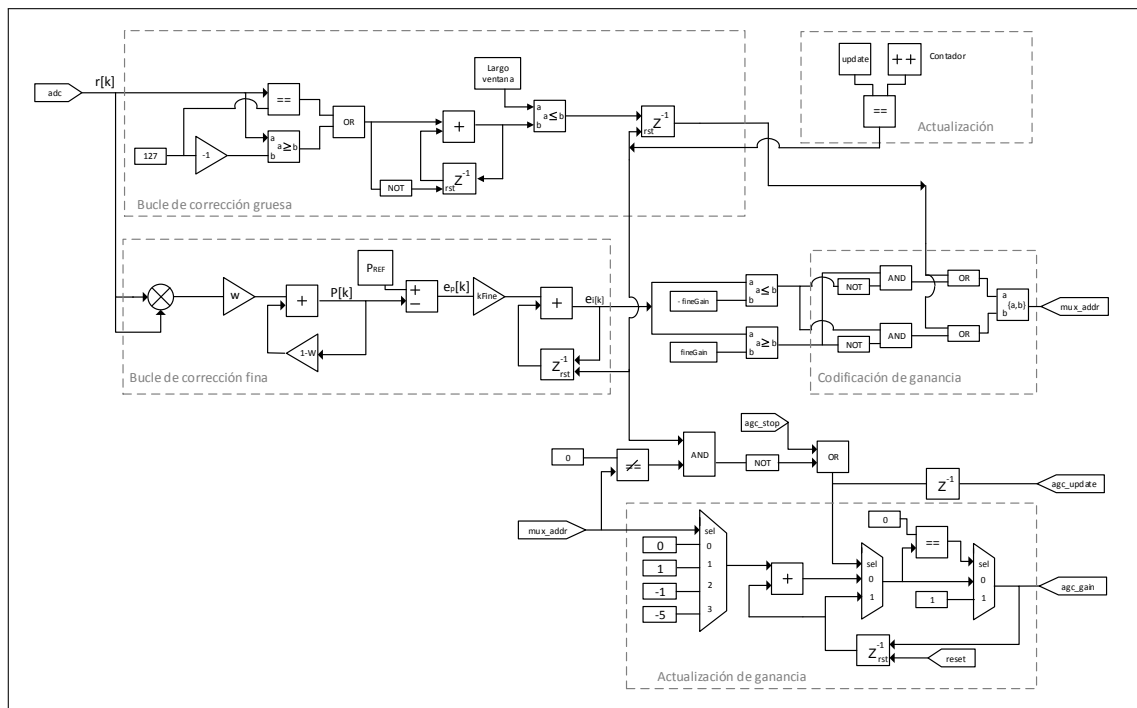 adc
r[k]
127
-1
==
a
a ≥ b
b
OR
NOT
+
Z⁻¹
rst
Largo
ventana
a
a ≤ b
b
Z⁻¹
rst
Bucle de corrección gruesa
update
++
Contador
==
Actualización
W
+
P[k]
1-W
PREF
+
−
ep[k]
kFine
+
ei[k]
Z⁻¹
rst
Bucle de corrección fina
- fineGain
a
a ≤ b
b
fineGain
a
a ≥ b
b
NOT
AND
OR
NOT
AND
OR
a
{a,b}
b
mux_addr
Codificación de ganancia
agc_stop
0
≠
AND
NOT
OR
Z⁻¹
agc_update
mux_addr
0
1
-1
-5
sel
0
1
2
3
+
sel
0
1
0
==
1
sel
0
1
agc_gain
Z⁻¹
rst
reset
Actualización de ganancia